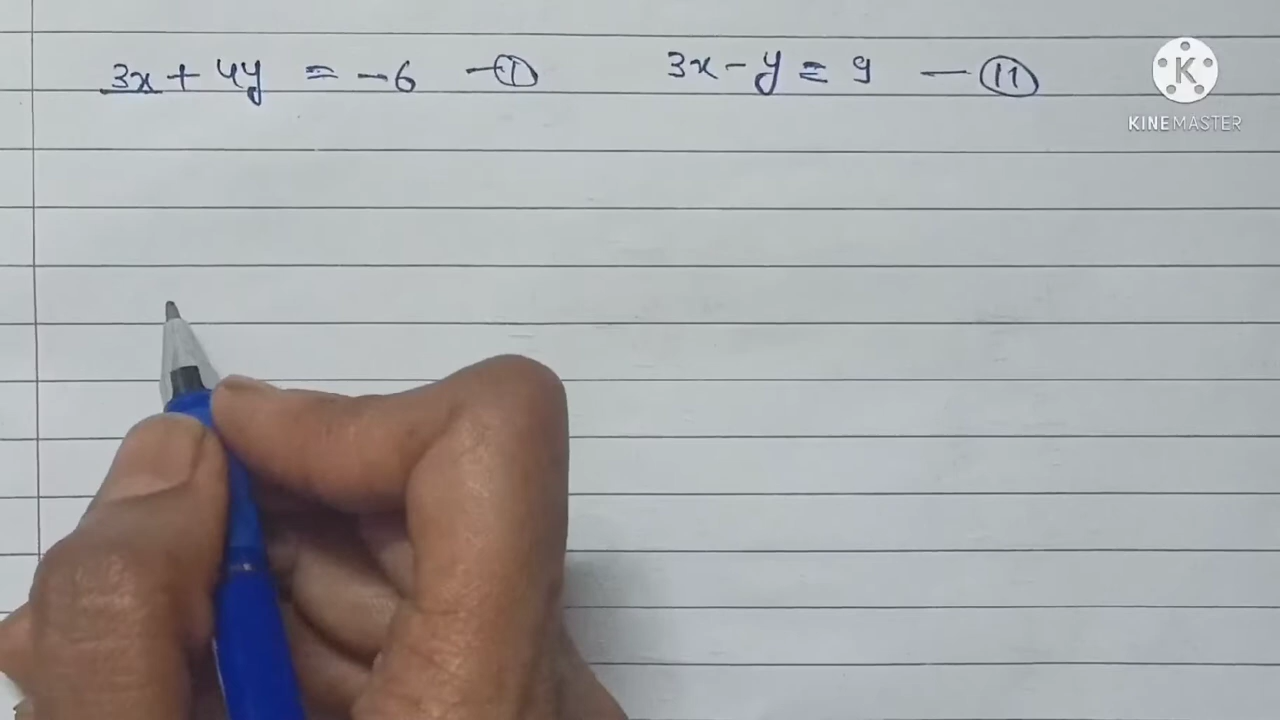 3x + 4y = -6 — (I) 3x - y = 9 — (II)
K
KINEMASTER